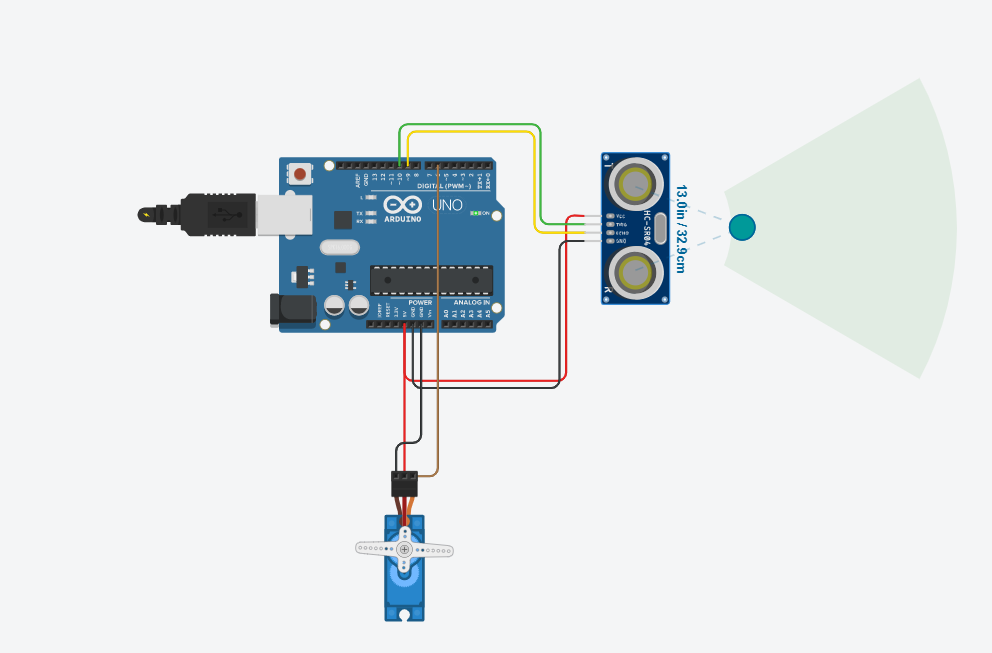 AREF
GND
13
12
~11
~10
~9
8
7
~6
~5
4
~3
2
TX→1
RX←0
DIGITAL (PWM~)
L
TX
RX
ARDUINO
UNO
ON
POWER
ANALOG IN
IOREF
RESET
3.3V
5V
GND
GND
Vin
A0
A1
A2
A3
A4
A5
T
VCC
TRIG
ECHO
GND
HC-SR04
R
13.0in / 32.9cm